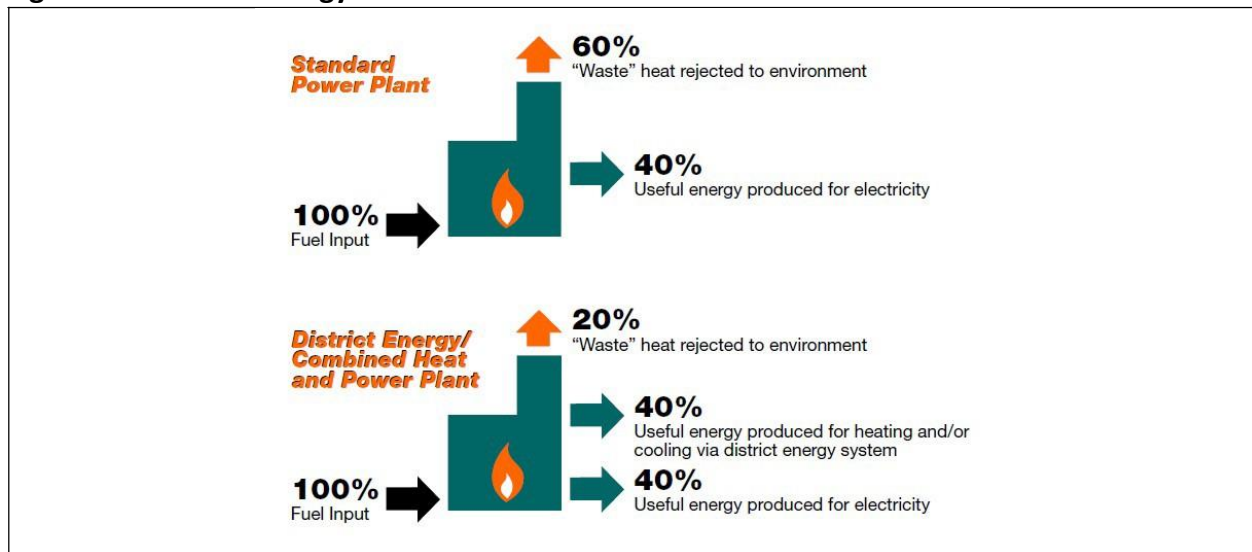 Standard
Power Plant
60%
“Waste” heat rejected to environment
40%
Useful energy produced for electricity
100%
Fuel Input
District Energy/
Combined Heat
and Power Plant
20%
“Waste” heat rejected to environment
40%
Useful energy produced for heating and/or
cooling via district energy system
40%
Useful energy produced for electricity
100%
Fuel Input